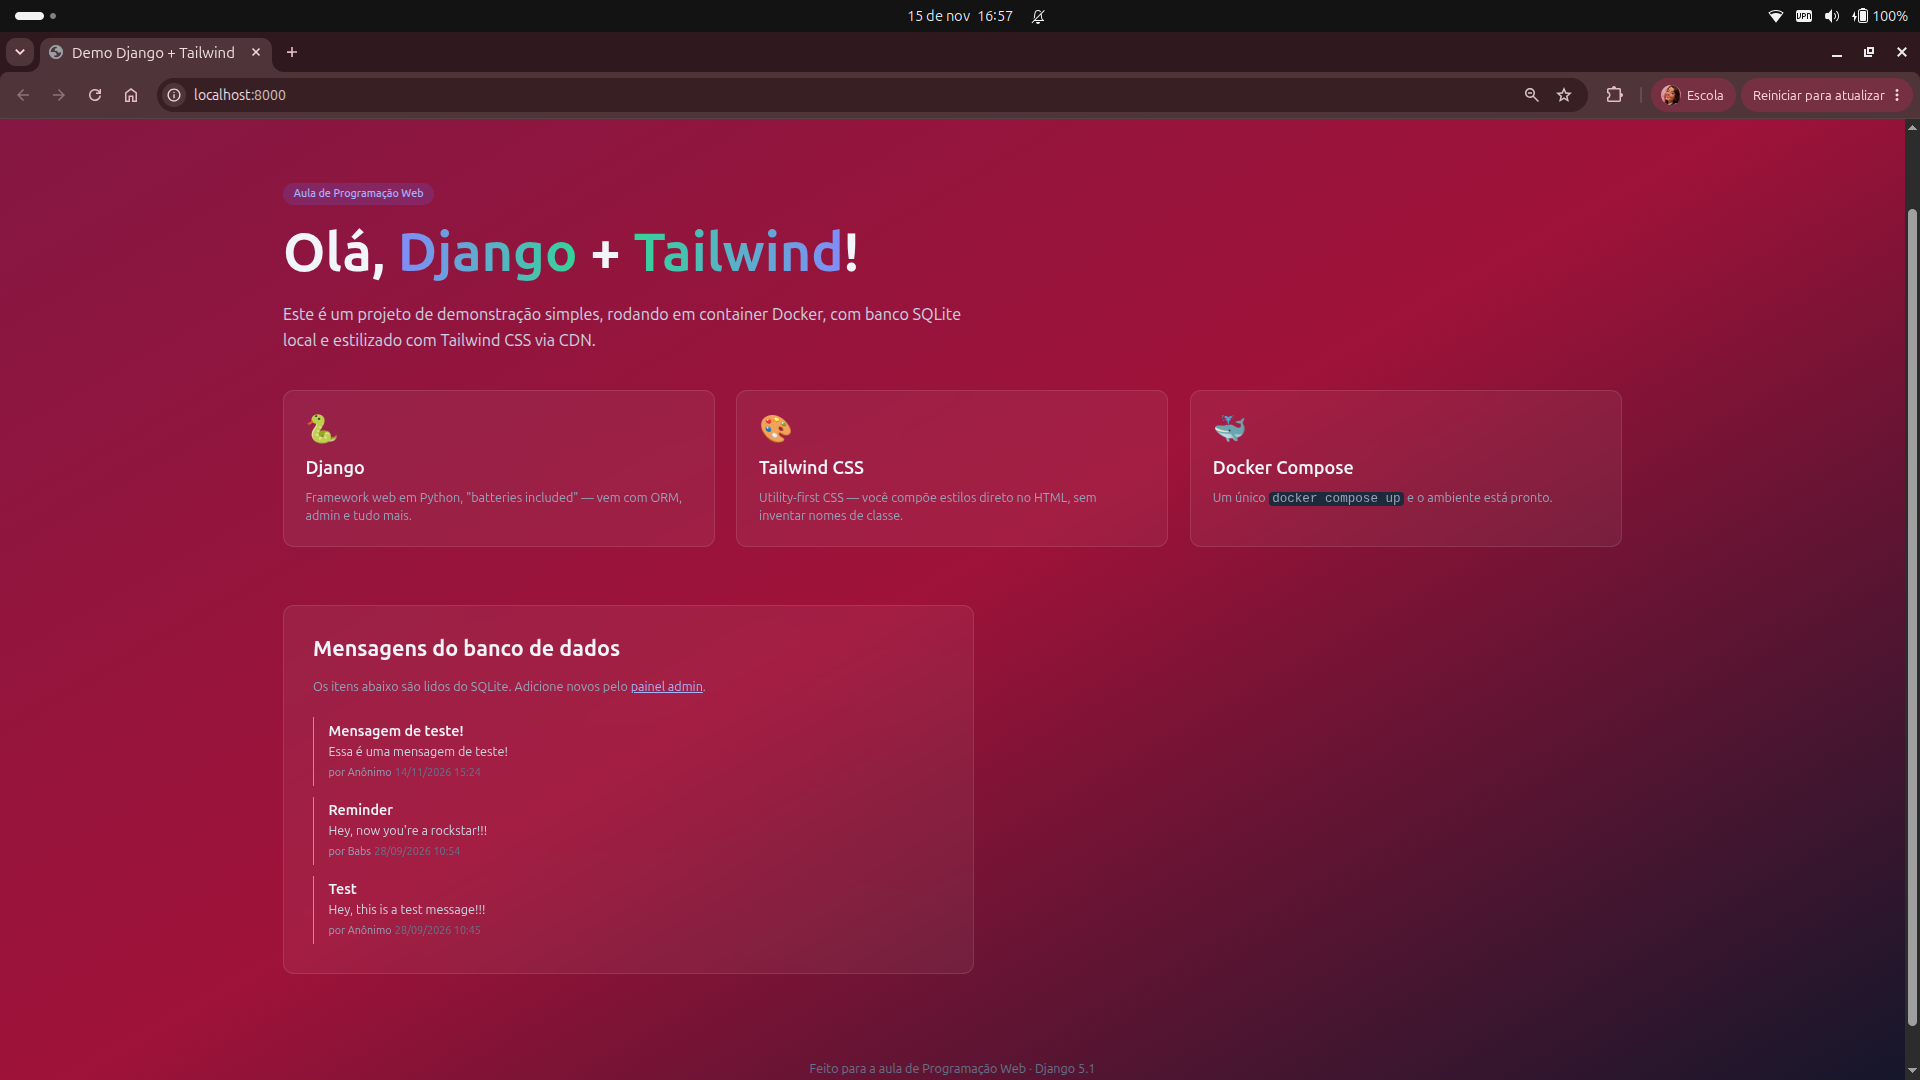 15 de nov 16:57
VPN
100%
Demo Django + Tailwind
localhost:8000
Escola
Reiniciar para atualizar
Aula de Programação Web
Olá, Django + Tailwind!
Este é um projeto de demonstração simples, rodando em container Docker, com banco SQLite
local e estilizado com Tailwind CSS via CDN.
Django
Framework web em Python, "batteries included" — vem com ORM,
admin e tudo mais.
Tailwind CSS
Utility-first CSS — você compõe estilos direto no HTML, sem
inventar nomes de classe.
Docker Compose
Um único docker compose up e o ambiente está pronto.
Mensagens do banco de dados
Os itens abaixo são lidos do SQLite. Adicione novos pelo painel admin.
Mensagem de teste!
Essa é uma mensagem de teste!
por Anônimo 14/11/2026 15:24
Reminder
Hey, now you're a rockstar!!!
por Babs 28/09/2026 10:54
Test
Hey, this is a test message!!!
por Anônimo 28/09/2026 10:45
Feito para a aula de Programação Web · Django 5.1